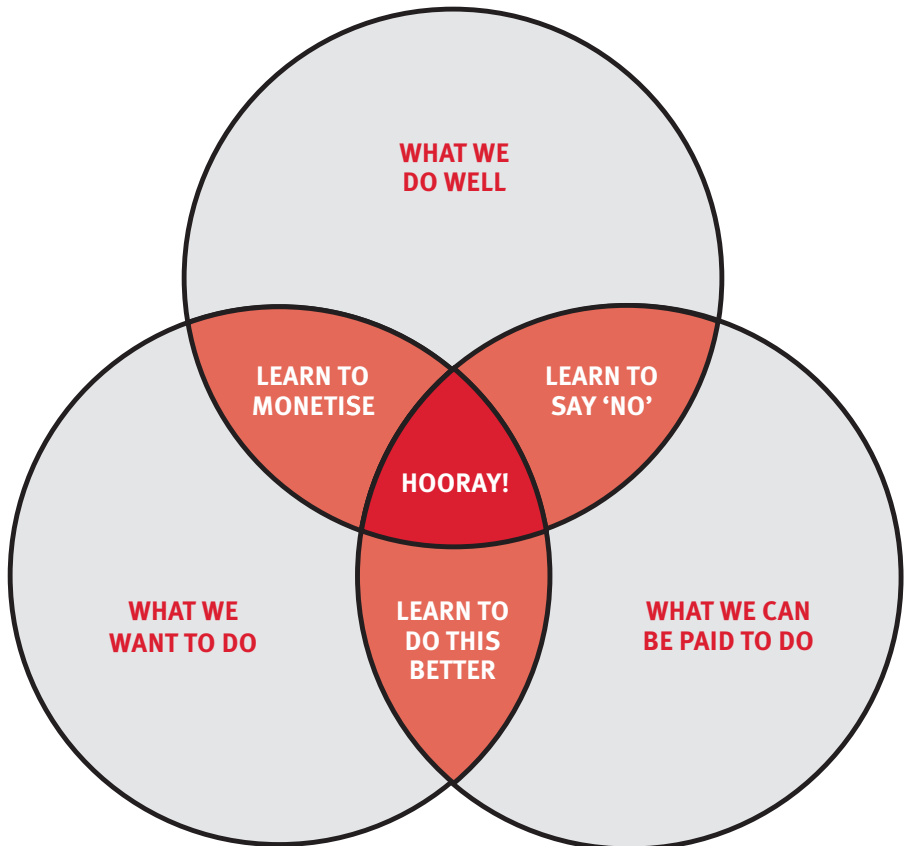 WHAT WE
DO WELL
LEARN TO
MONETISE
LEARN TO
SAY ‘NO’
HOORAY!
WHAT WE
WANT TO DO
LEARN TO
DO THIS
BETTER
WHAT WE CAN
BE PAID TO DO